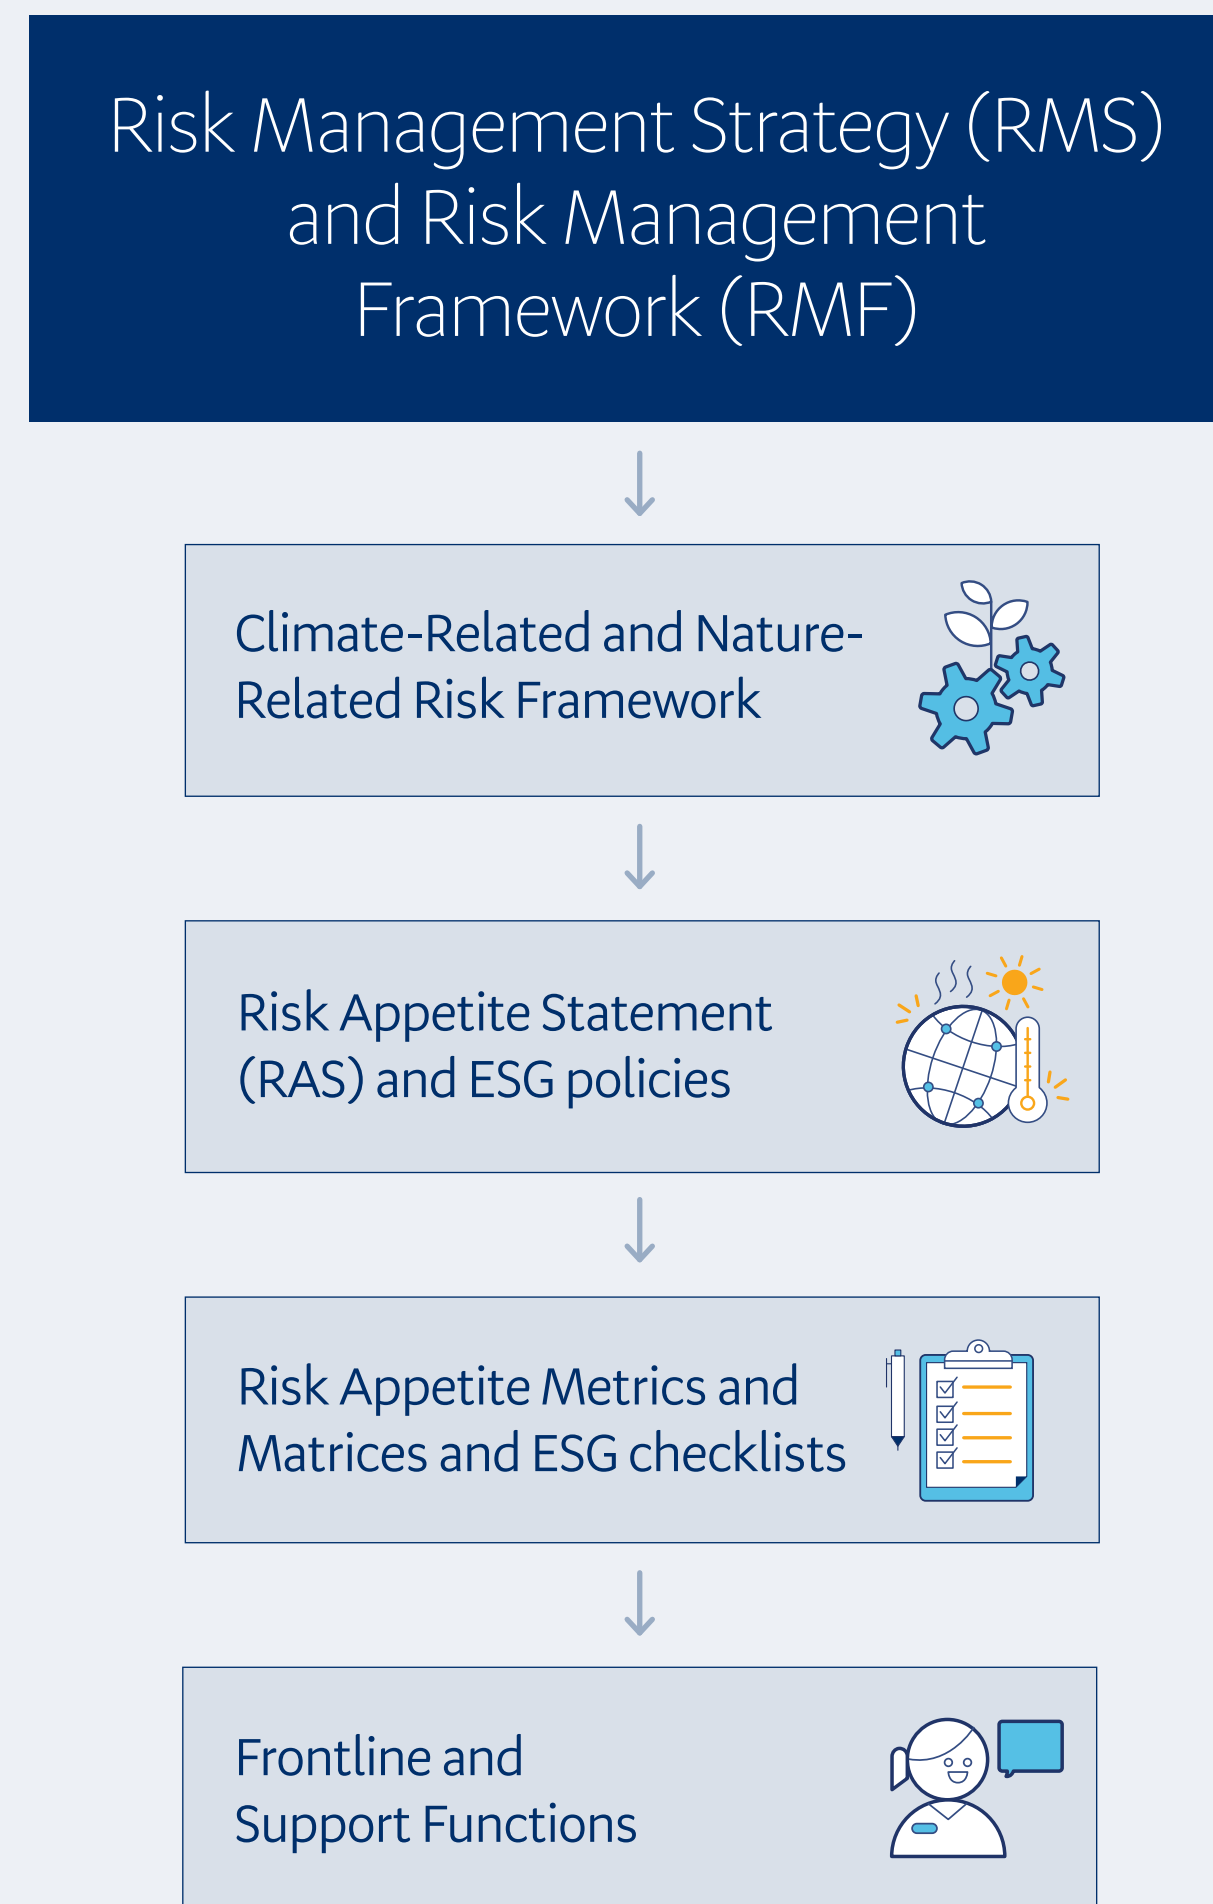 Risk Management Strategy (RMS)
and Risk Management
Framework (RMF)
Climate-Related and Nature-
Related Risk Framework
Risk Appetite Statement
(RAS) and ESG policies
Risk Appetite Metrics and
Matrices and ESG checklists
Frontline and
Support Functions